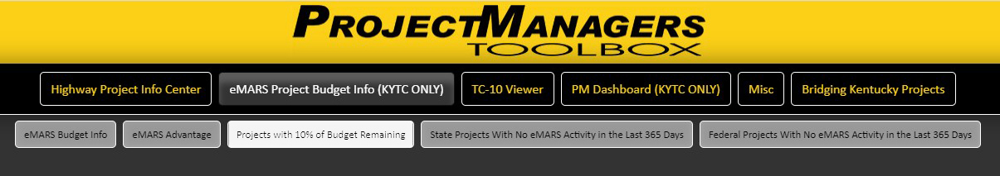 PROJECTMANAGERS
TOOLBOX
Highway Project Info Center eMARS Project Budget Info (KYTC ONLY) TC-10 Viewer PM Dashboard (KYTC ONLY) Misc Bridging Kentucky Projects
eMARS Budget Info eMARS Advantage Projects with 10% of Budget Remaining State Projects With No eMARS Activity in the Last 365 Days Federal Projects With No eMARS Activity in the Last 365 Days